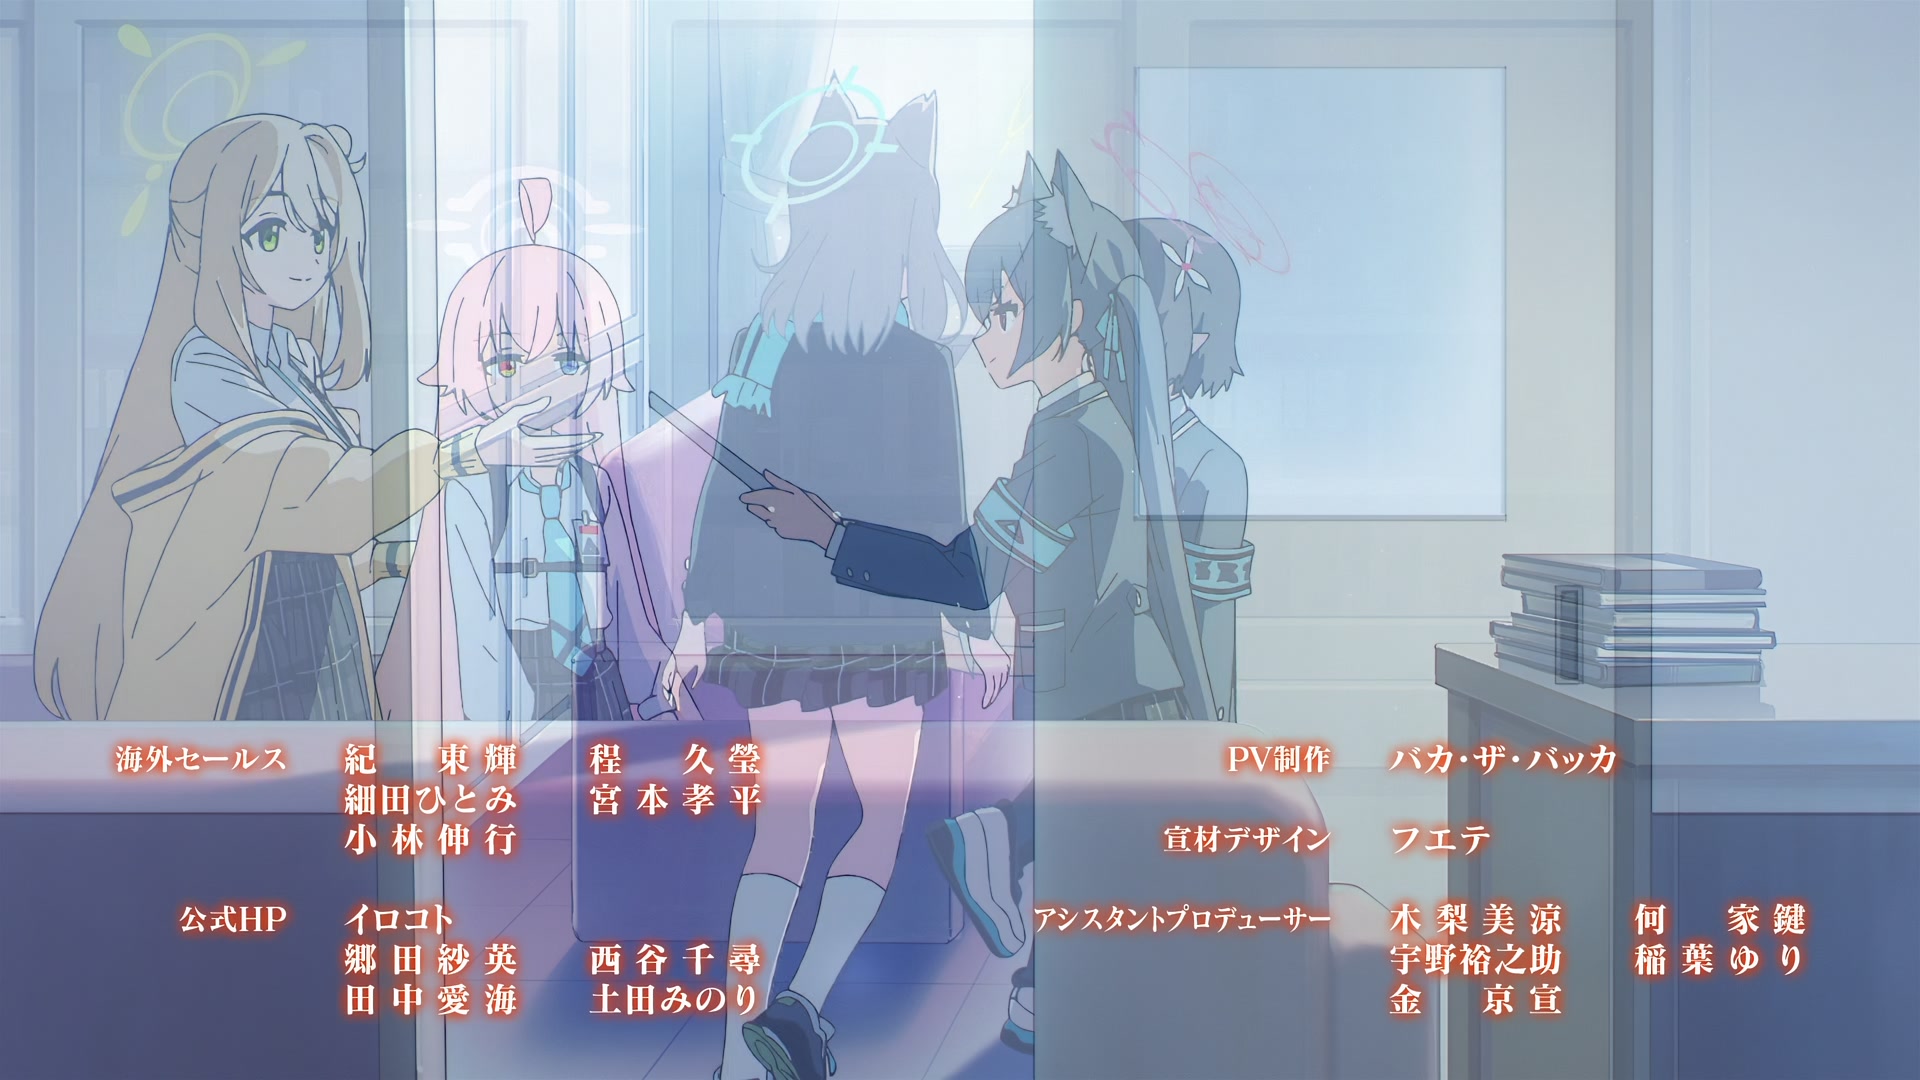 海外セールス 紀東輝 程久瑩
細田ひとみ 宮本孝平
小林伸行
公式HP イロコト
郷田紗英 西谷千尋
田中愛海 土田みのり
PV制作 バカ・ザ・バッカ
宣材デザイン フエテ
アシスタントプロデューサー 木梨美涼 何家鍵
宇野裕之助 稲葉ゆり
金京宣